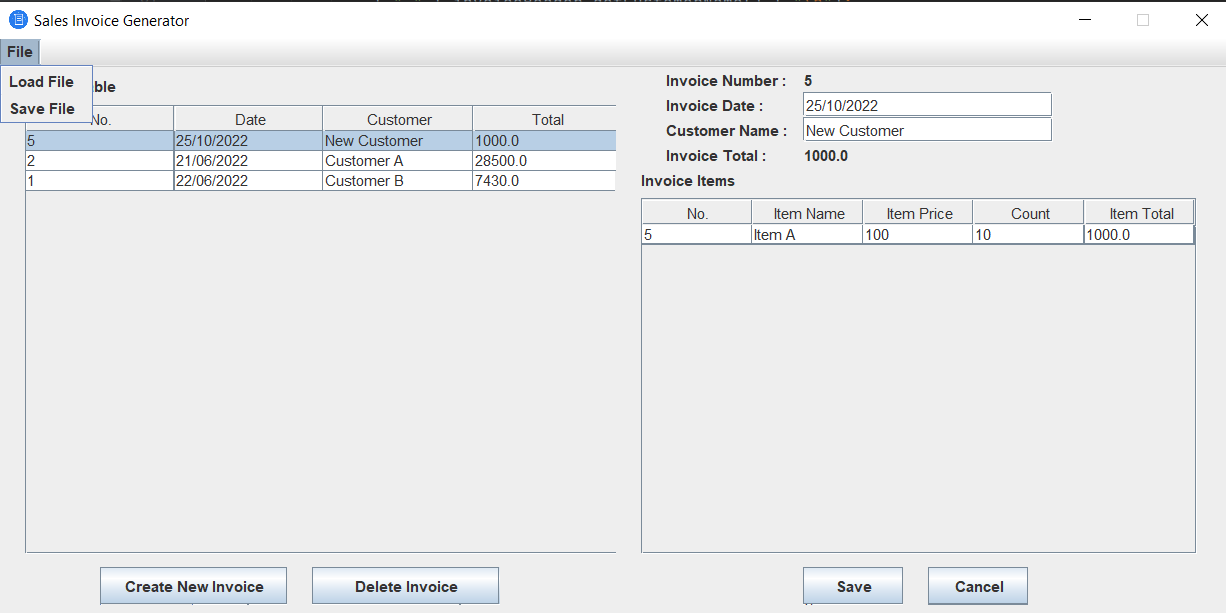 Sales Invoice Generator
File
Load File
Save File
ble
No. Date Customer Total
5 25/10/2022 New Customer 1000.0
2 21/06/2022 Customer A 28500.0
1 22/06/2022 Customer B 7430.0
Create New Invoice Delete Invoice
Invoice Number : 5
Invoice Date : 25/10/2022
Customer Name : New Customer
Invoice Total : 1000.0
Invoice Items
No. Item Name Item Price Count Item Total
5 Item A 100 10 1000.0
Save Cancel